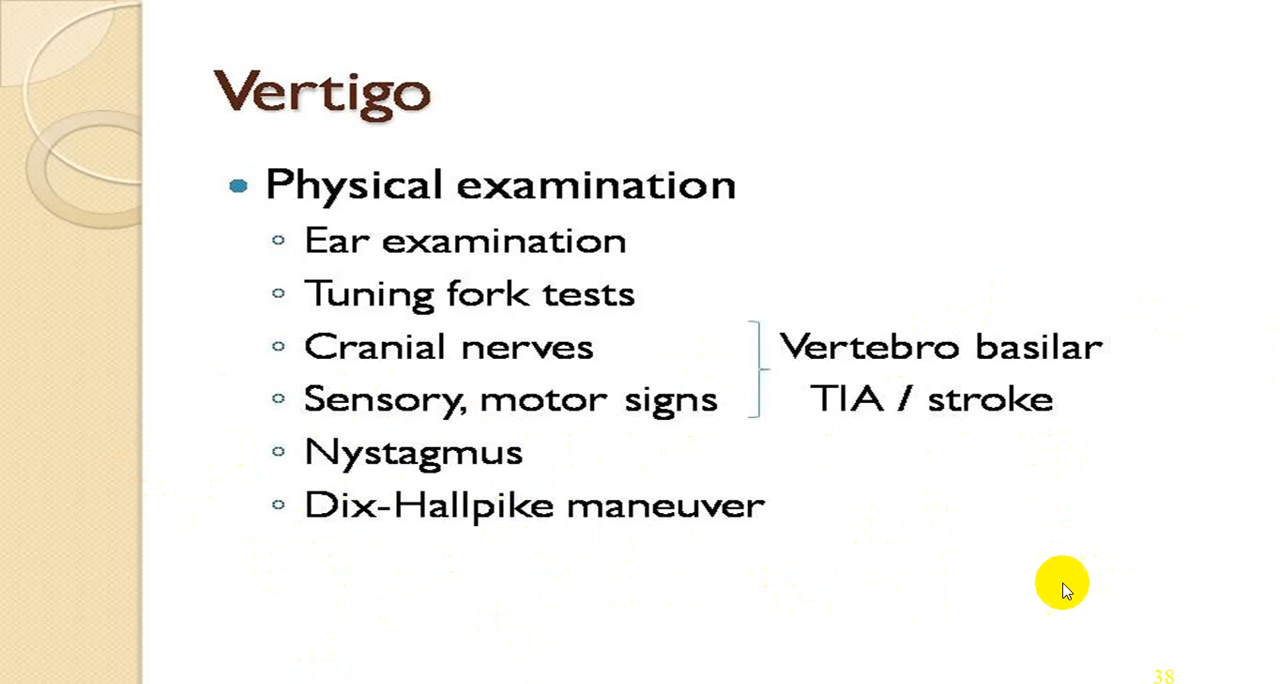 Vertigo
Physical examination
Ear examination
Tuning fork tests
Cranial nerves
Sensory, motor signs
Vertebro basilar
TIA / stroke
Nystagmus
Dix-Hallpike maneuver
38